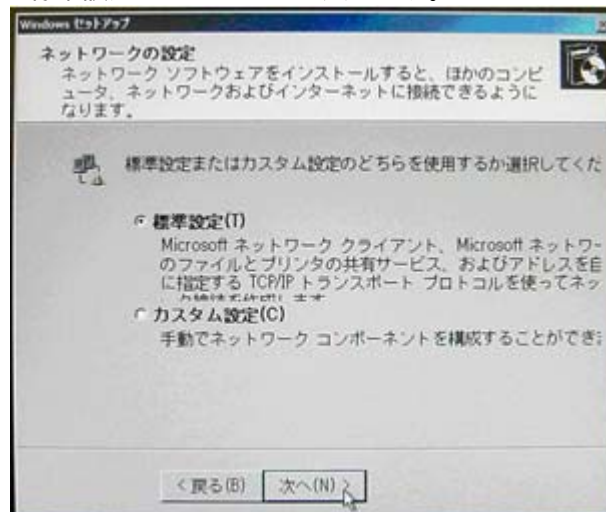 Windows セットアップ
ネットワークの設定
ネットワーク ソフトウェアをインストールすると、ほかのコンピ
ュータ、ネットワークおよびインターネットに接続できるように
なります。
標準設定またはカスタム設定のどちらを使用するか選択してくだ
標準設定(T)
Microsoft ネットワーク クライアント、Microsoft ネットワー
のファイルとプリンタの共有サービス、およびアドレスを自
に指定する TCP/IP トランスポート プロトコルを使ってネッ
カスタム設定(C)
手動でネットワーク コンポーネントを構成することができ
< 戻る(B)
次へ(N) >